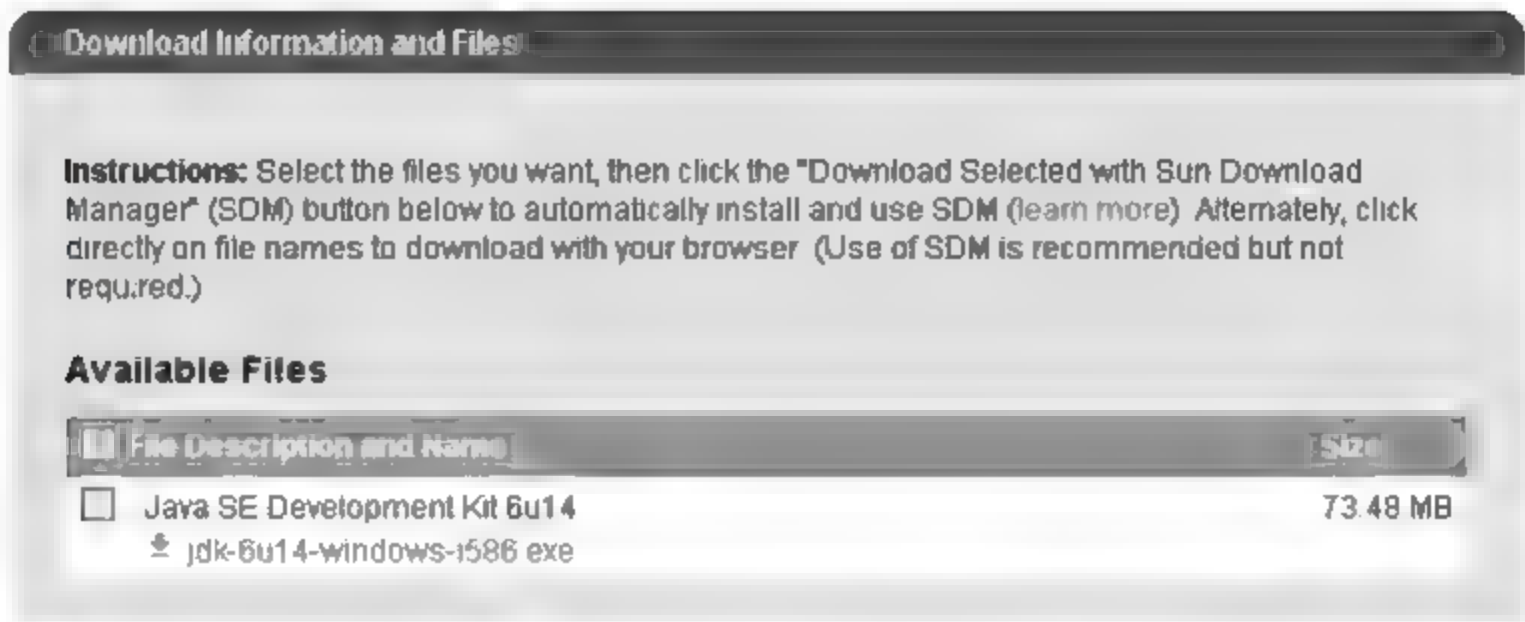 Download Information and Files
Instructions: Select the files you want, then click the "Download Selected with Sun Download
Manager" (SDM) button below to automatically install and use SDM (learn more) Alternately, click
directly on file names to download with your browser (Use of SDM is recommended but not
required.)
Available Files
File Description and Name Size
Java SE Development Kit 6u14 73.48 MB
jdk-6u14-windows-i586 exe